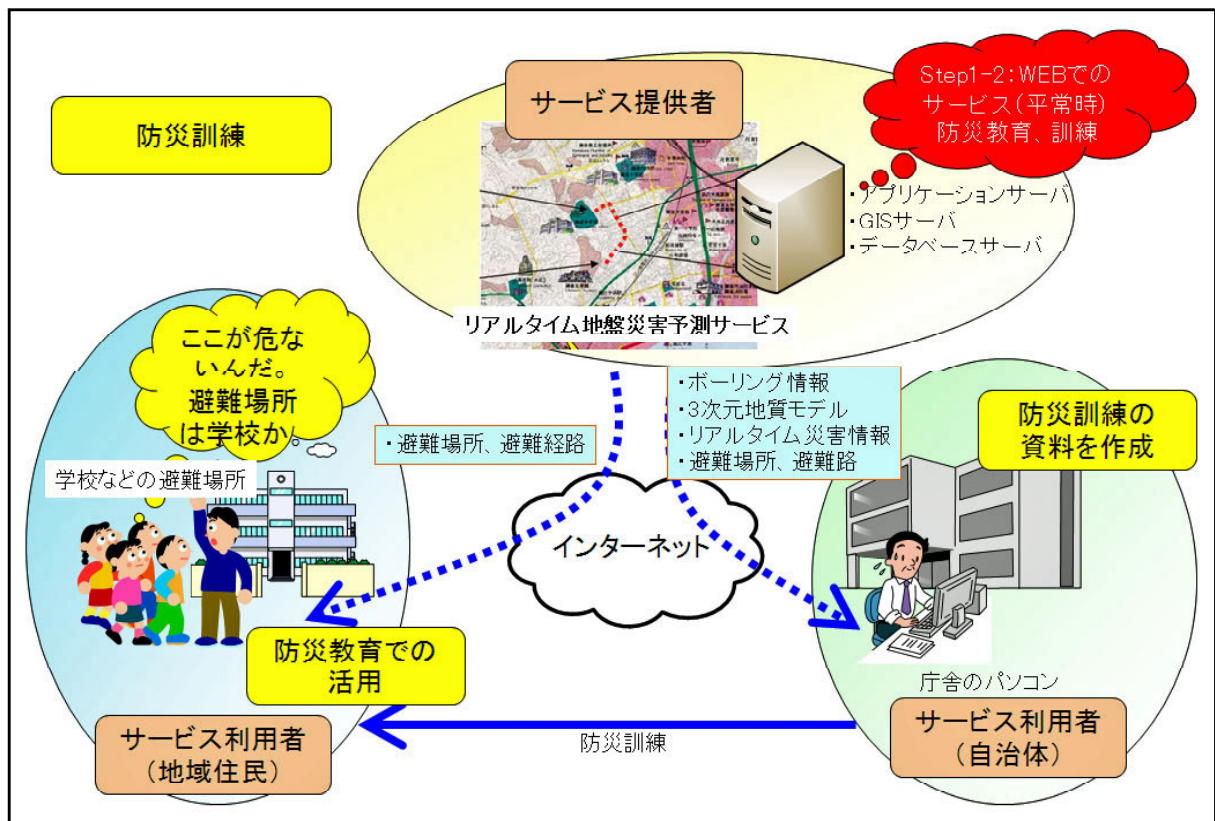 防災訓練
サービス提供者
Step1-2:WEBでの
サービス(平常時)
防災教育、訓練
・アプリケーションサーバ
・GISサーバ
・データベースサーバ
リアルタイム地盤災害予測サービス
ここが危な
いんだ。
避難場所
は学校か。
学校などの避難場所
・避難場所、避難経路
・ボーリング情報
・3次元地質モデル
・リアルタイム災害情報
・避難場所、避難路
防災訓練の
資料を作成
インターネット
防災教育での
活用
庁舎のパソコン
サービス利用者
(地域住民)
防災訓練
サービス利用者
(自治体)